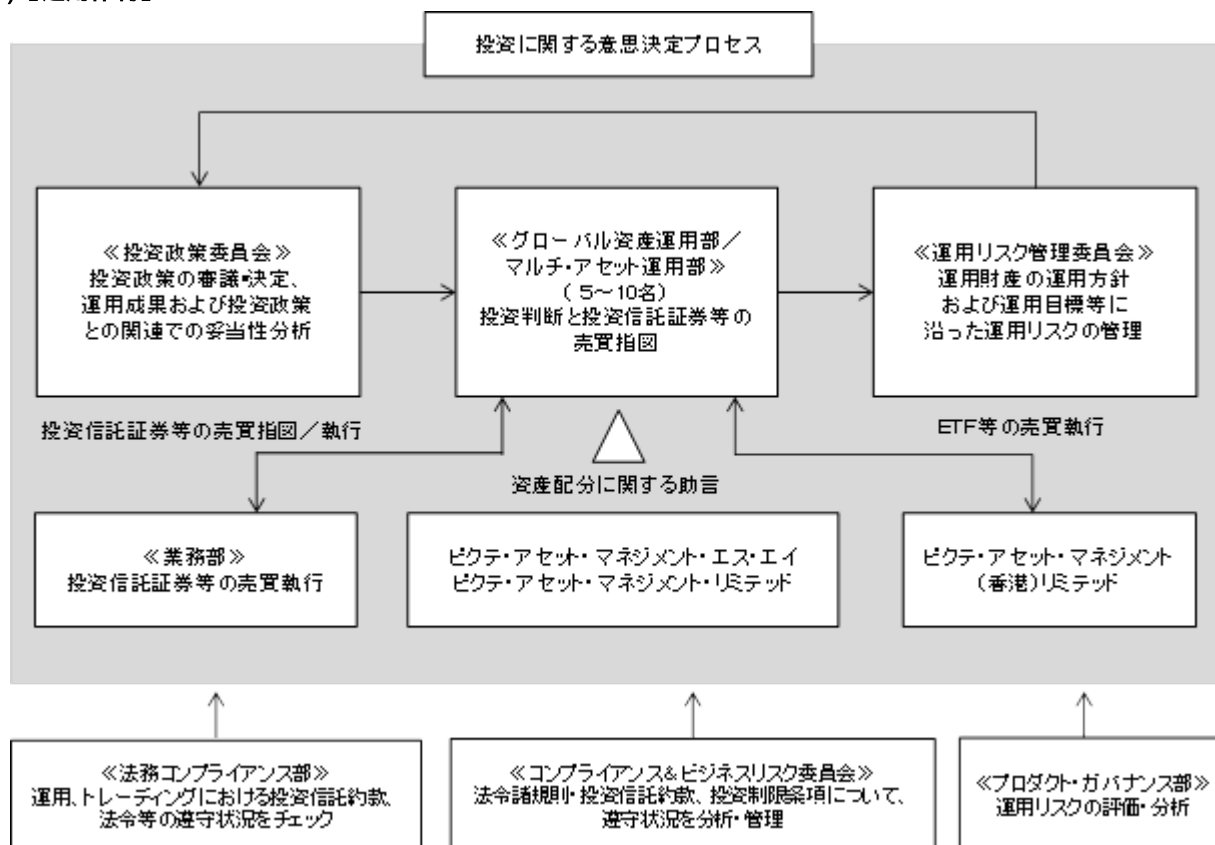 投資に関する意思決定プロセス
≪投資政策委員会≫
投資政策の審議・決定、
運用成果および投資政策
との関連での妥当性分析
≪グローバル資産運用部／
マルチ・アセット運用部≫
（5～10名）
投資判断と投資信託証券等の
売買指図
≪運用リスク管理委員会≫
運用財産の運用方針
および運用目標等に
沿った運用リスクの管理
投資信託証券等の売買指図／執行
ETF等の売買執行
資産配分に関する助言
≪業務部≫
投資信託証券等の売買執行
ピクテ・アセット・マネジメント・エス・エイ
ピクテ・アセット・マネジメント・リミテッド
ピクテ・アセット・マネジメント
（香港）リミテッド
≪法務コンプライアンス部≫
運用、トレーディングにおける投資信託約款、
法令等の遵守状況をチェック
≪コンプライアンス&ビジネスリスク委員会≫
法令諸規則・投資信託約款、投資制限条項について、
遵守状況を分析・管理
≪プロダクト・ガバナンス部≫
運用リスクの評価・分析